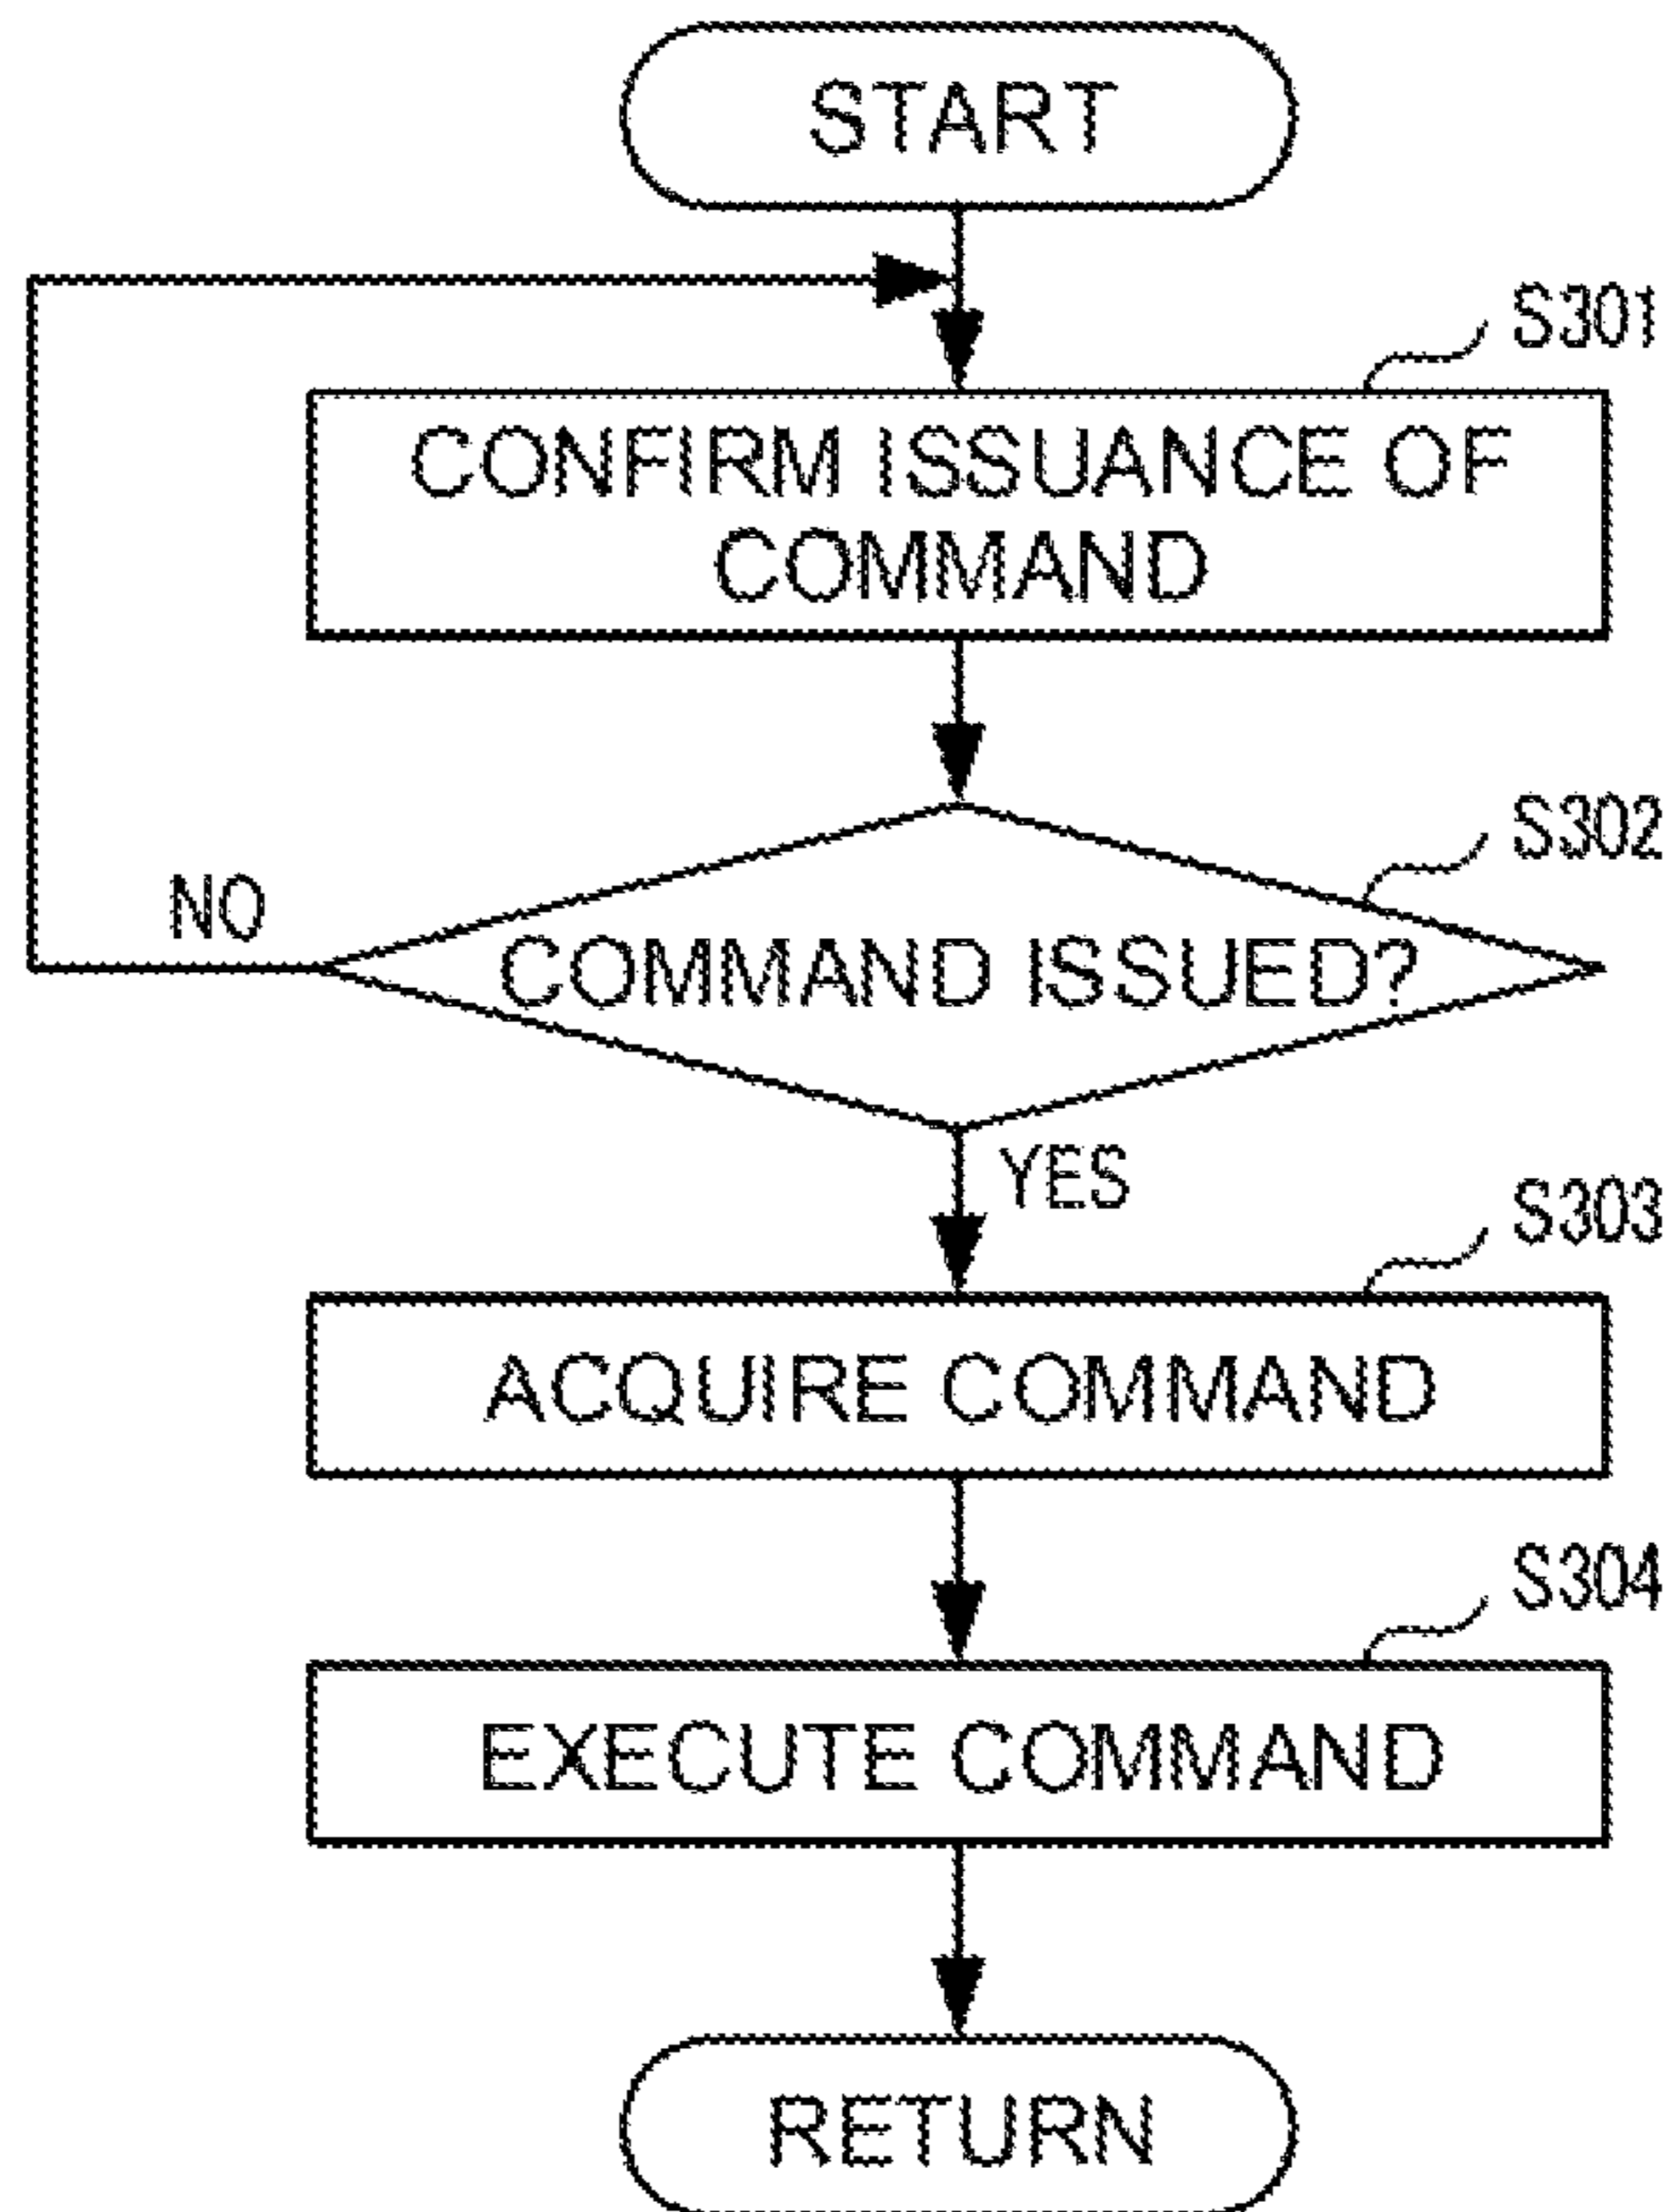 START
S301
CONFIRM ISSUANCE OF
COMMAND
S302
NO
COMMAND ISSUED?
YES
S303
ACQUIRE COMMAND
S304
EXECUTE COMMAND
RETURN